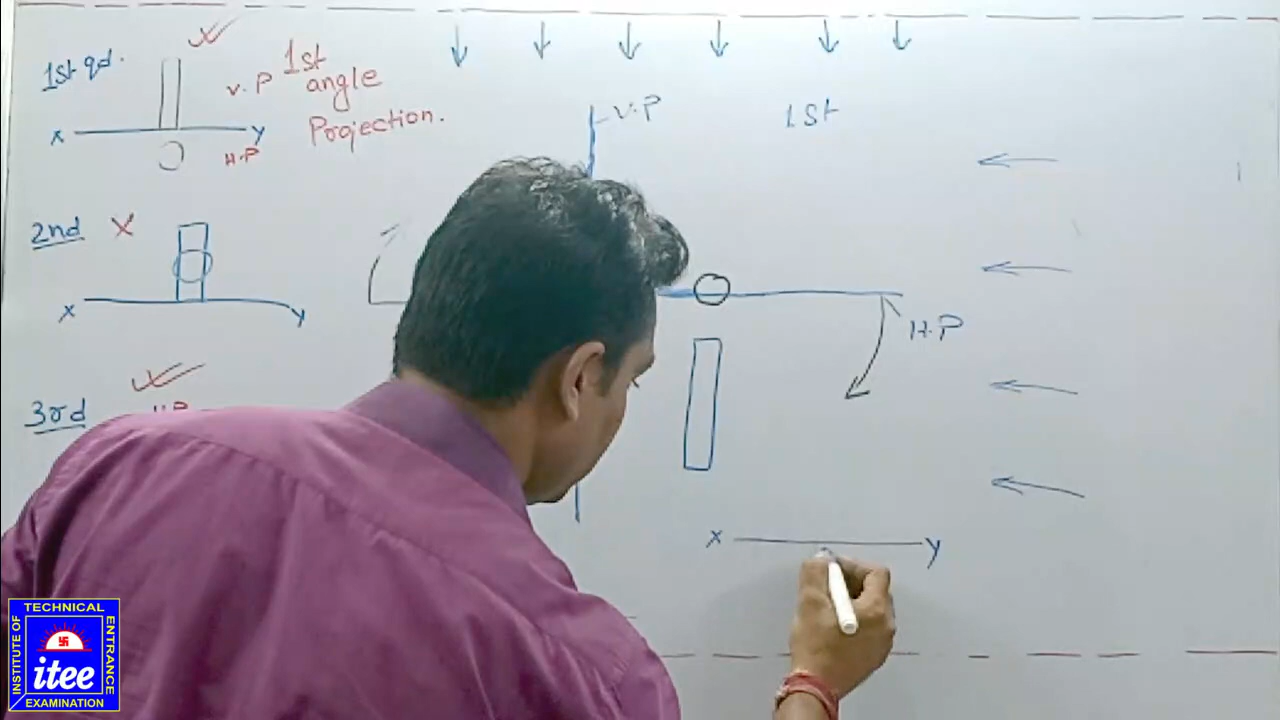 1st qd.
v.P
1st
angle
Projection.
x
y
H.P
2nd
X
x
y
3rd
H.P
V.P
1st
H.P
x
y
INSTITUTE OF
TECHNICAL
ENTRANCE
EXAMINATION
itee